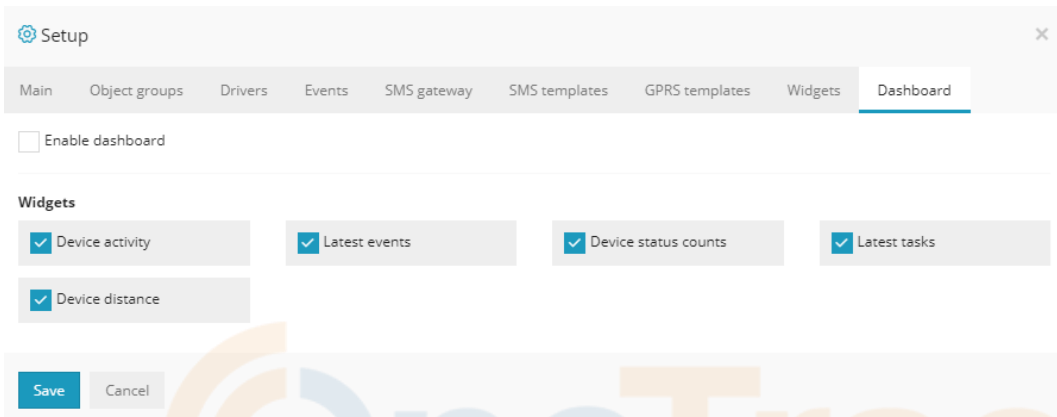 Setup
Main Object groups Drivers Events SMS gateway SMS templates GPRS templates Widgets Dashboard
Enable dashboard
Widgets
Device activity Latest events Device status counts Latest tasks
Device distance
Save Cancel